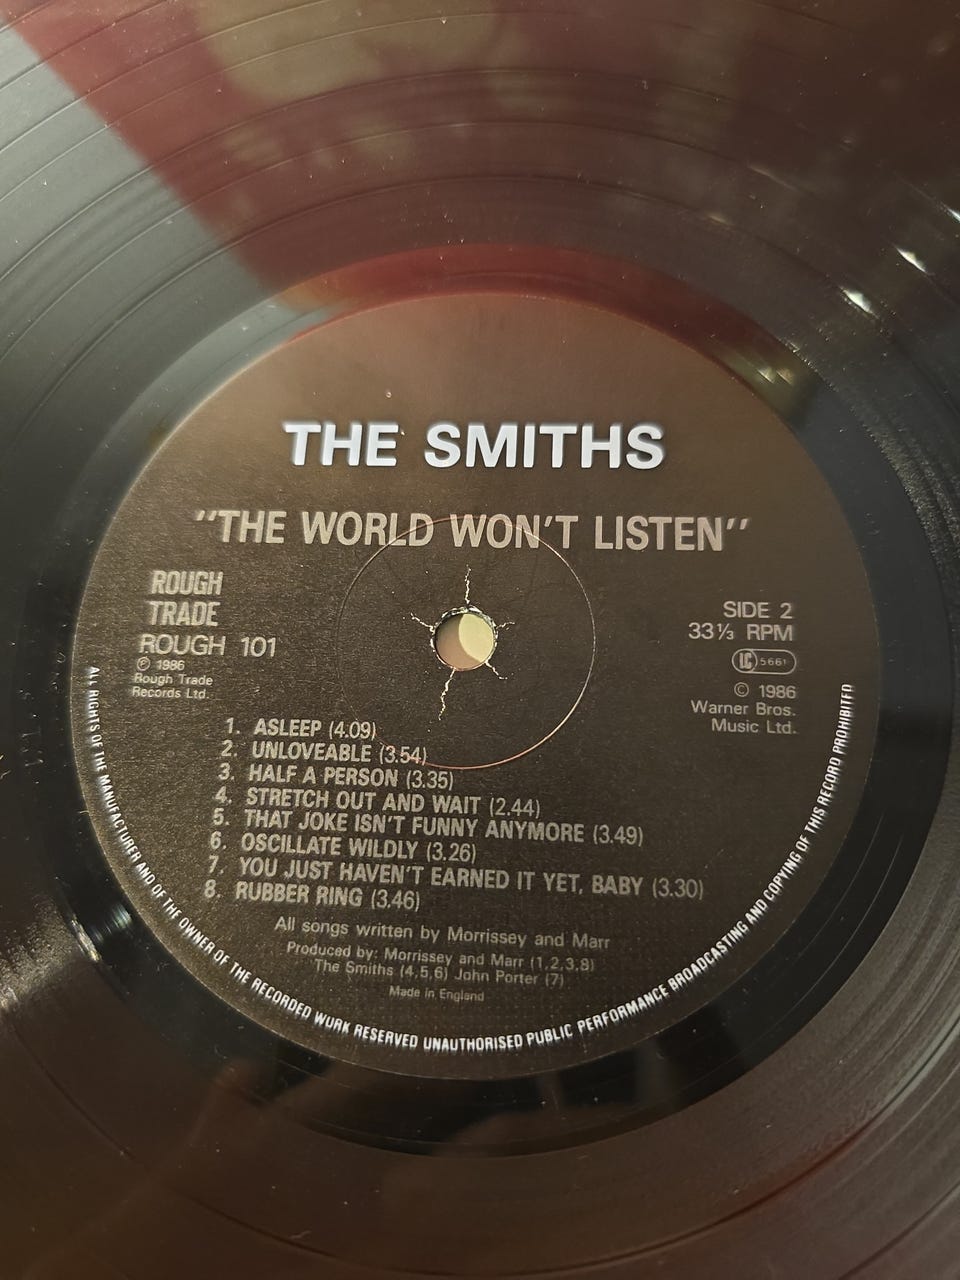 THE SMITHS
"THE WORLD WON'T LISTEN"
ROUGH
TRADE
ROUGH 101
℗ 1986
Rough Trade
Records Ltd.
SIDE 2
33⅓ RPM
LC 5661
© 1986
Warner Bros.
Music Ltd.
1. ASLEEP (4.09)
2. UNLOVEABLE (3.54)
3. HALF A PERSON (3.35)
4. STRETCH OUT AND WAIT (2.44)
5. THAT JOKE ISN'T FUNNY ANYMORE (3.49)
6. OSCILLATE WILDLY (3.26)
7. YOU JUST HAVEN'T EARNED IT YET, BABY (3.30)
8. RUBBER RING (3.46)
All songs written by Morrissey and Marr
Produced by: Morrissey and Marr (1,2,3,8)
The Smiths (4,5,6) John Porter (7)
Made in England
ALL RIGHTS OF THE MANUFACTURER AND OF THE OWNER OF THE RECORDED WORK RESERVED UNAUTHORISED PUBLIC PERFORMANCE BROADCASTING AND COPYING OF THIS RECORD PROHIBITED